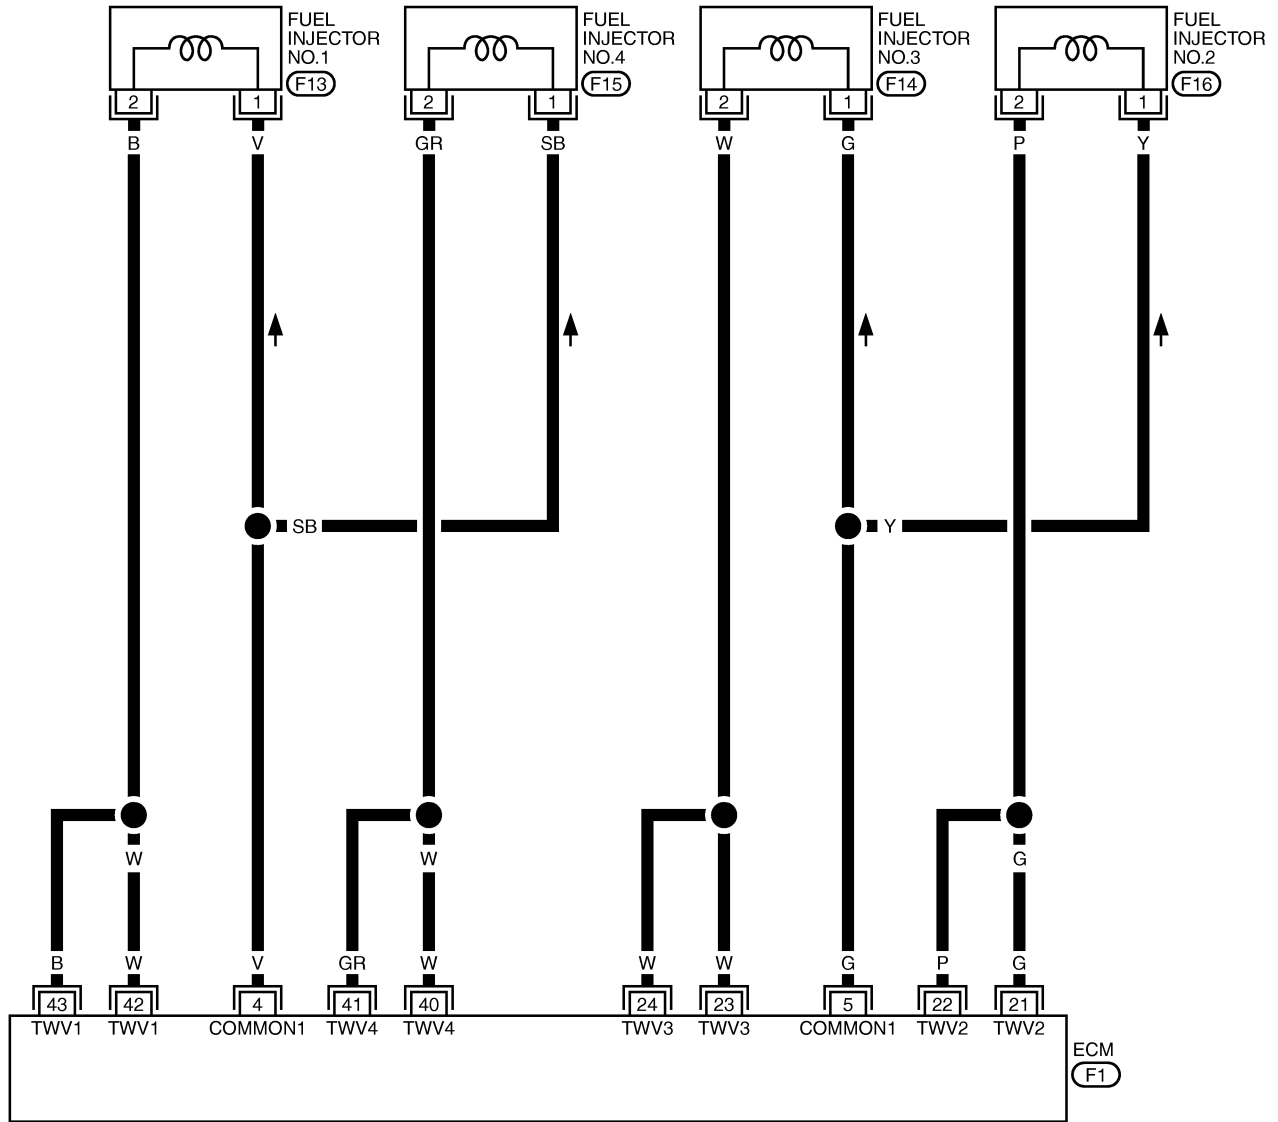 FUEL
INJECTOR
NO.1
F13
FUEL
INJECTOR
NO.4
F15
FUEL
INJECTOR
NO.3
F14
FUEL
INJECTOR
NO.2
F16
2 1 2 1 2 1 2 1
B V GR SB W G P Y
SB Y
W W G
B W V GR W W W G P G
43 42 4 41 40 24 23 5 22 21
TWV1 TWV1 COMMON1 TWV4 TWV4 TWV3 TWV3 COMMON1 TWV2 TWV2
ECM
F1